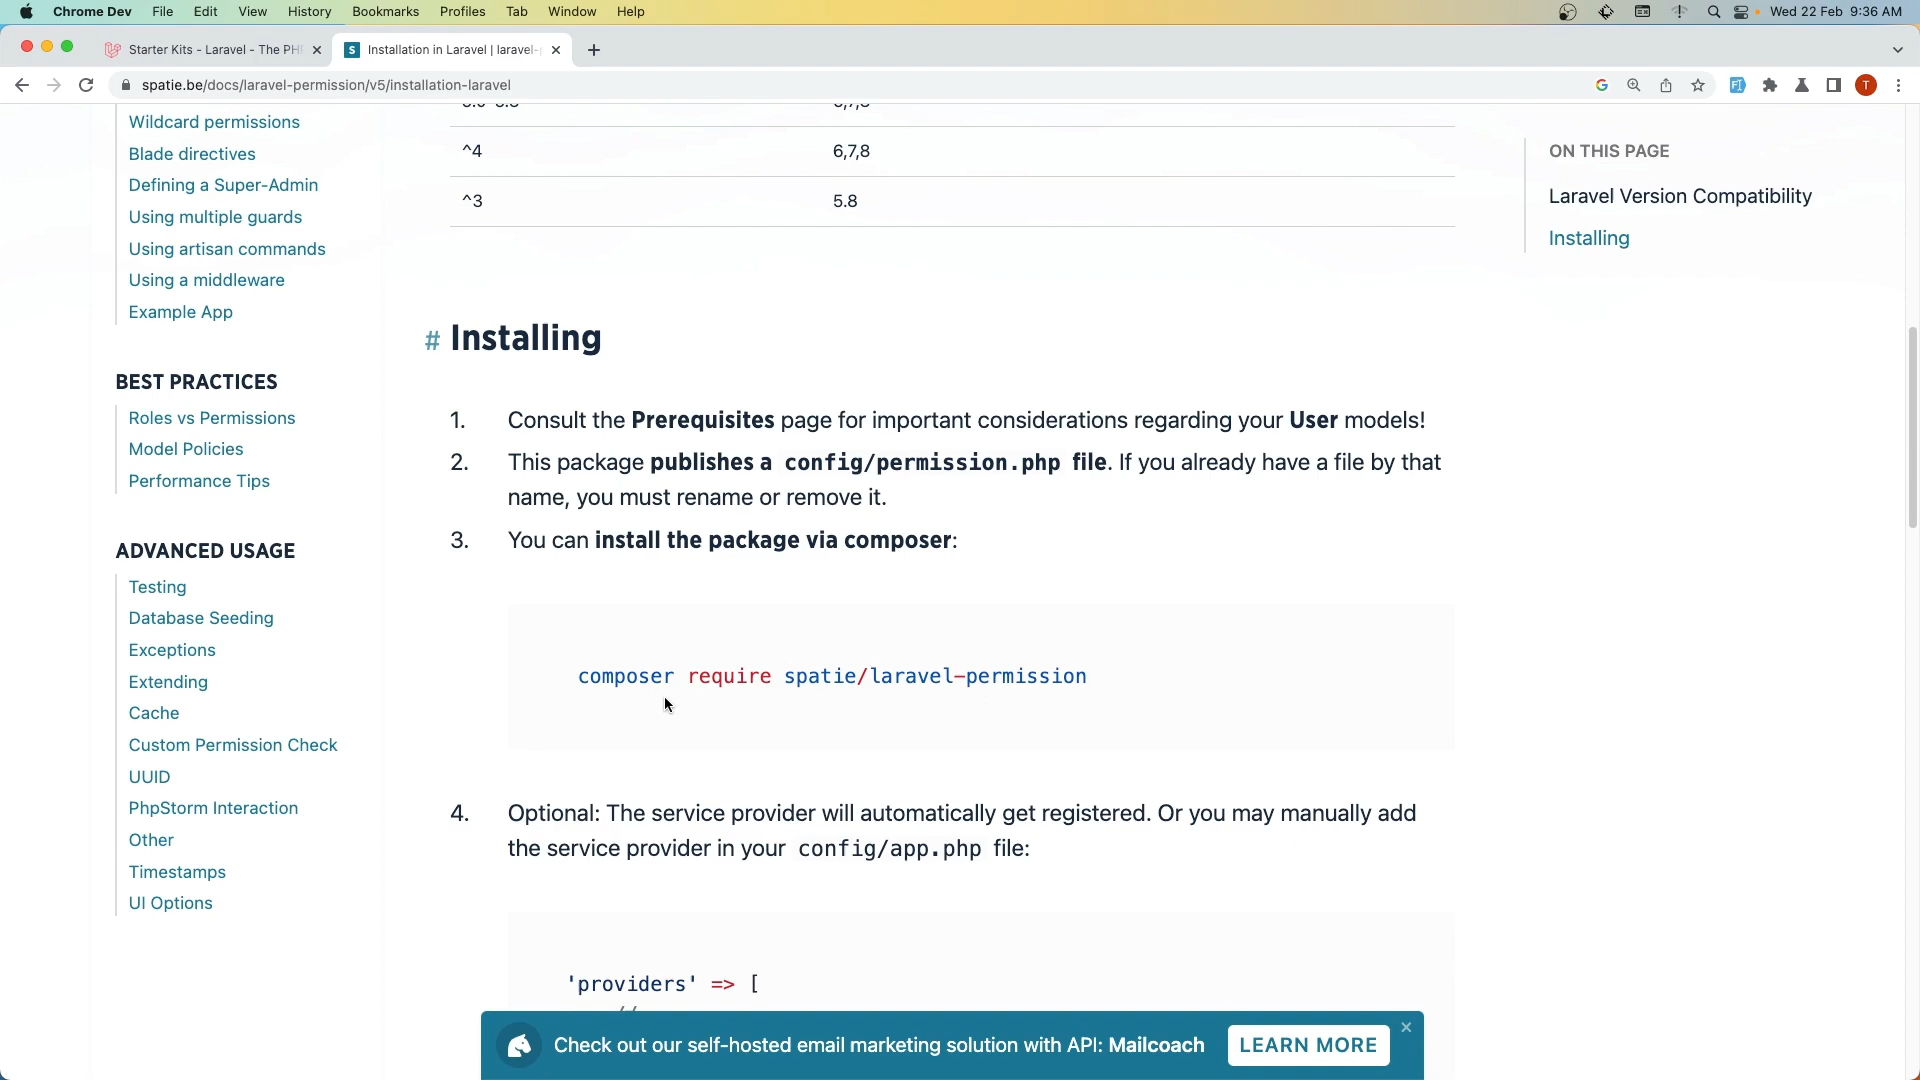 Chrome Dev File Edit View History Bookmarks Profiles Tab Window Help Wed 22 Feb 9:36 AM
Starter Kits - Laravel - The PH
Installation in Laravel | laravel-
spatie.be/docs/laravel-permission/v5/installation-laravel
T
Wildcard permissions
Blade directives
Defining a Super-Admin
Using multiple guards
Using artisan commands
Using a middleware
Example App
BEST PRACTICES
Roles vs Permissions
Model Policies
Performance Tips
ADVANCED USAGE
Testing
Database Seeding
Exceptions
Extending
Cache
Custom Permission Check
UUID
PhpStorm Interaction
Other
Timestamps
UI Options
^4 6,7,8
^3 5.8
# Installing
1. Consult the Prerequisites page for important considerations regarding your User models!
2. This package publishes a config/permission.php file. If you already have a file by that
name, you must rename or remove it.
3. You can install the package via composer:
composer require spatie/laravel-permission
4. Optional: The service provider will automatically get registered. Or you may manually add
the service provider in your config/app.php file:
'providers' => [
//
Check out our self-hosted email marketing solution with API: Mailcoach
LEARN MORE
ON THIS PAGE
Laravel Version Compatibility
Installing